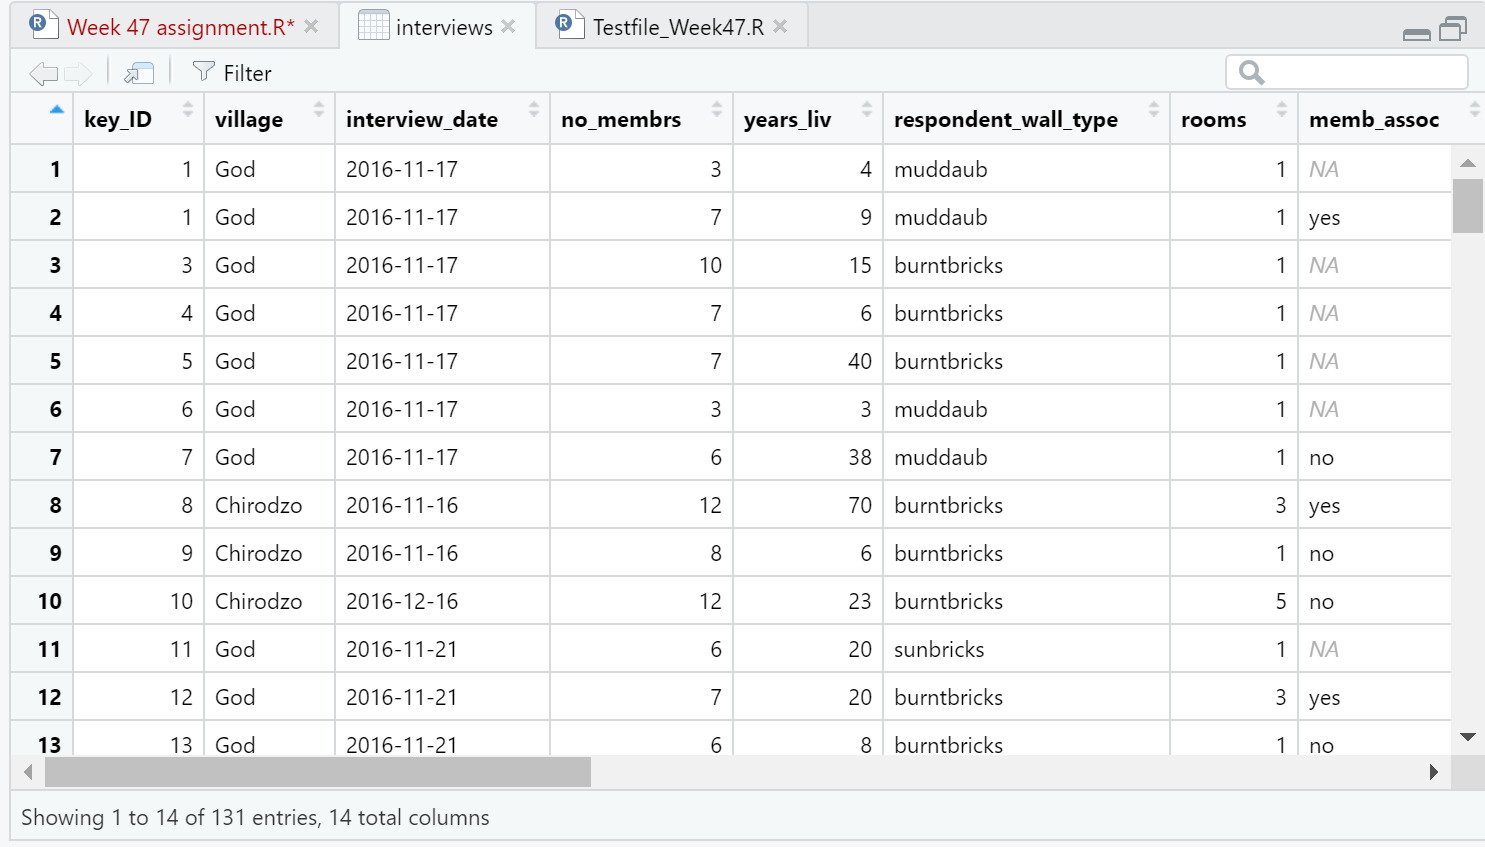 Week 47 assignment.R* interviews Testfile_Week47.R
Filter
key_ID village interview_date no_membrs years_liv respondent_wall_type rooms memb_assoc
1 1 God 2016-11-17 3 4 muddaub 1 NA
2 1 God 2016-11-17 7 9 muddaub 1 yes
3 3 God 2016-11-17 10 15 burntbricks 1 NA
4 4 God 2016-11-17 7 6 burntbricks 1 NA
5 5 God 2016-11-17 7 40 burntbricks 1 NA
6 6 God 2016-11-17 3 3 muddaub 1 NA
7 7 God 2016-11-17 6 38 muddaub 1 no
8 8 Chirodzo 2016-11-16 12 70 burntbricks 3 yes
9 9 Chirodzo 2016-11-16 8 6 burntbricks 1 no
10 10 Chirodzo 2016-12-16 12 23 burntbricks 5 no
11 11 God 2016-11-21 6 20 sunbricks 1 NA
12 12 God 2016-11-21 7 20 burntbricks 3 yes
13 13 God 2016-11-21 6 8 burntbricks 1 no
Showing 1 to 14 of 131 entries, 14 total columns